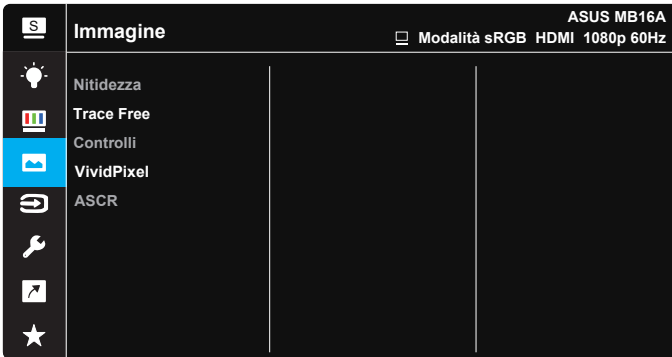 S
Immagine
ASUS MB16A
Modalità sRGB HDMI 1080p 60Hz
Nitidezza
Trace Free
Controlli
VividPixel
ASCR